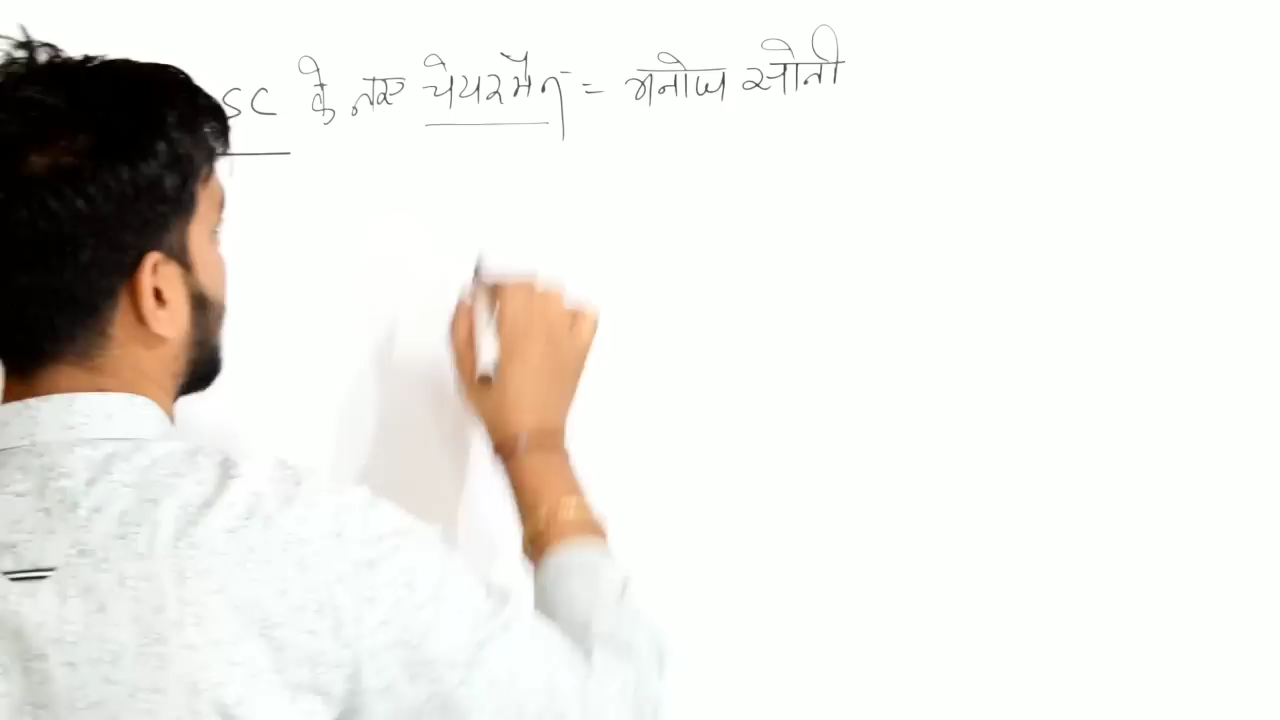 SC के नए चेयरमैन = मनोज सोनी